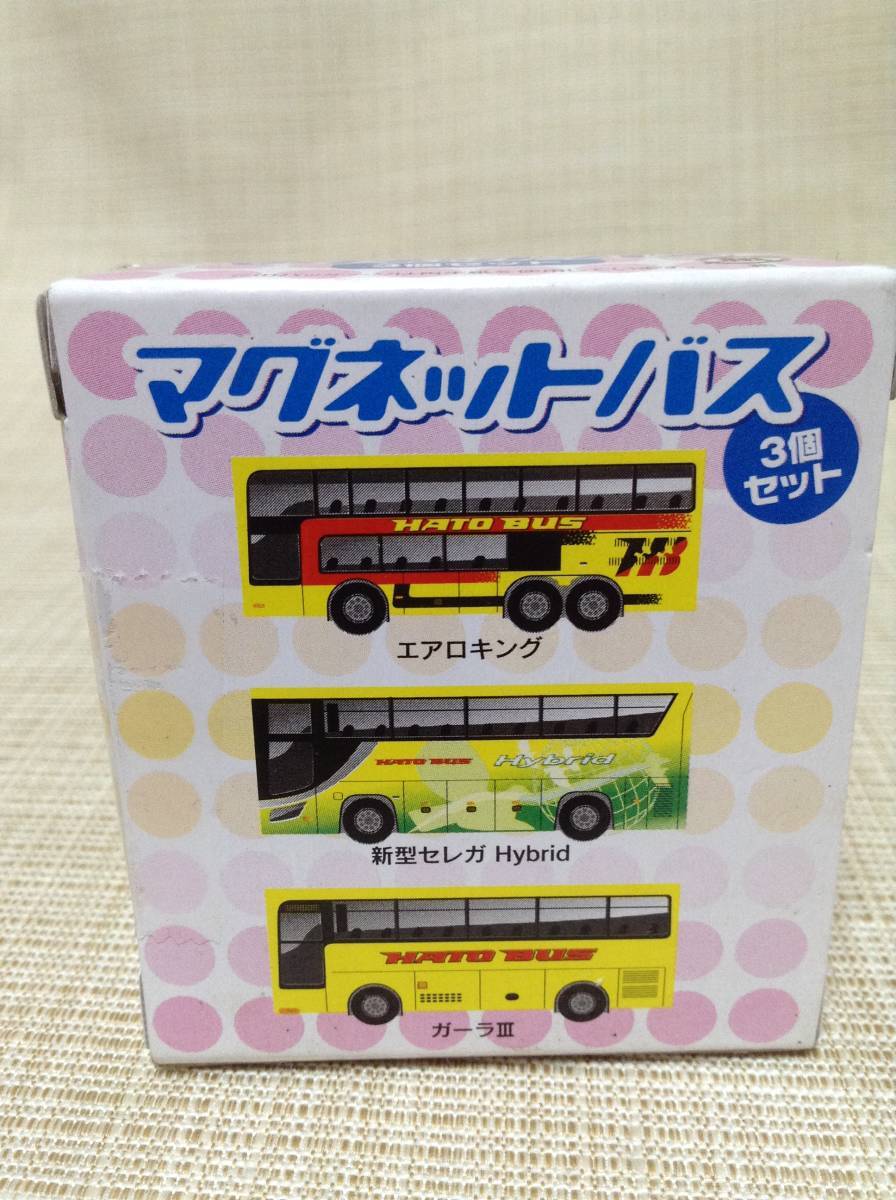 マグネットバス
3個
セット
HATO BUS
エアロキング
HATO BUS Hybrid
新型セレガ Hybrid
HATO BUS
ガーラⅢ